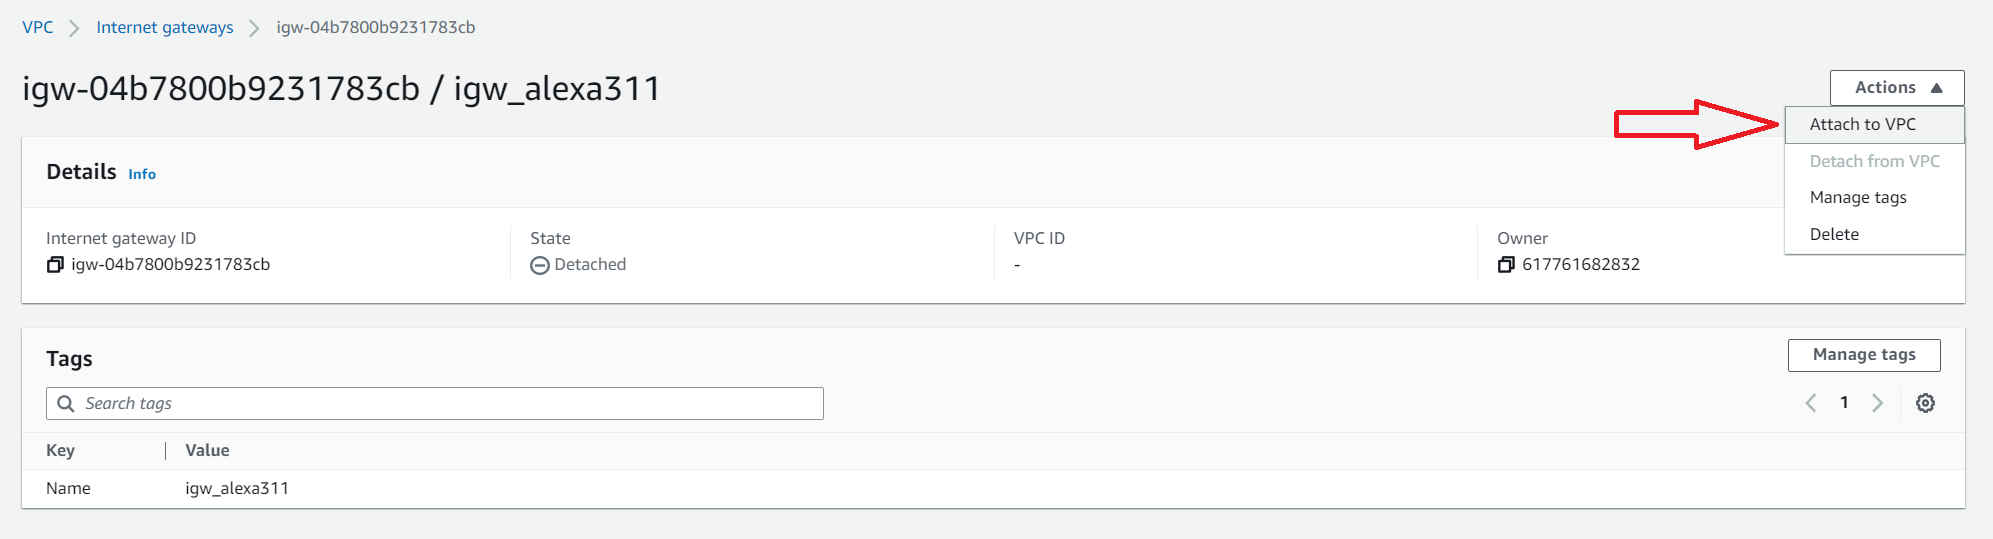 VPC > Internet gateways > igw-04b7800b9231783cb
igw-04b7800b9231783cb / igw_alexa311
Actions
Attach to VPC
Detach from VPC
Manage tags
Delete
Details Info
Internet gateway ID
igw-04b7800b9231783cb
State
Detached
VPC ID
-
Owner
617761682832
Tags
Manage tags
Search tags
1
Key Value
Name igw_alexa311